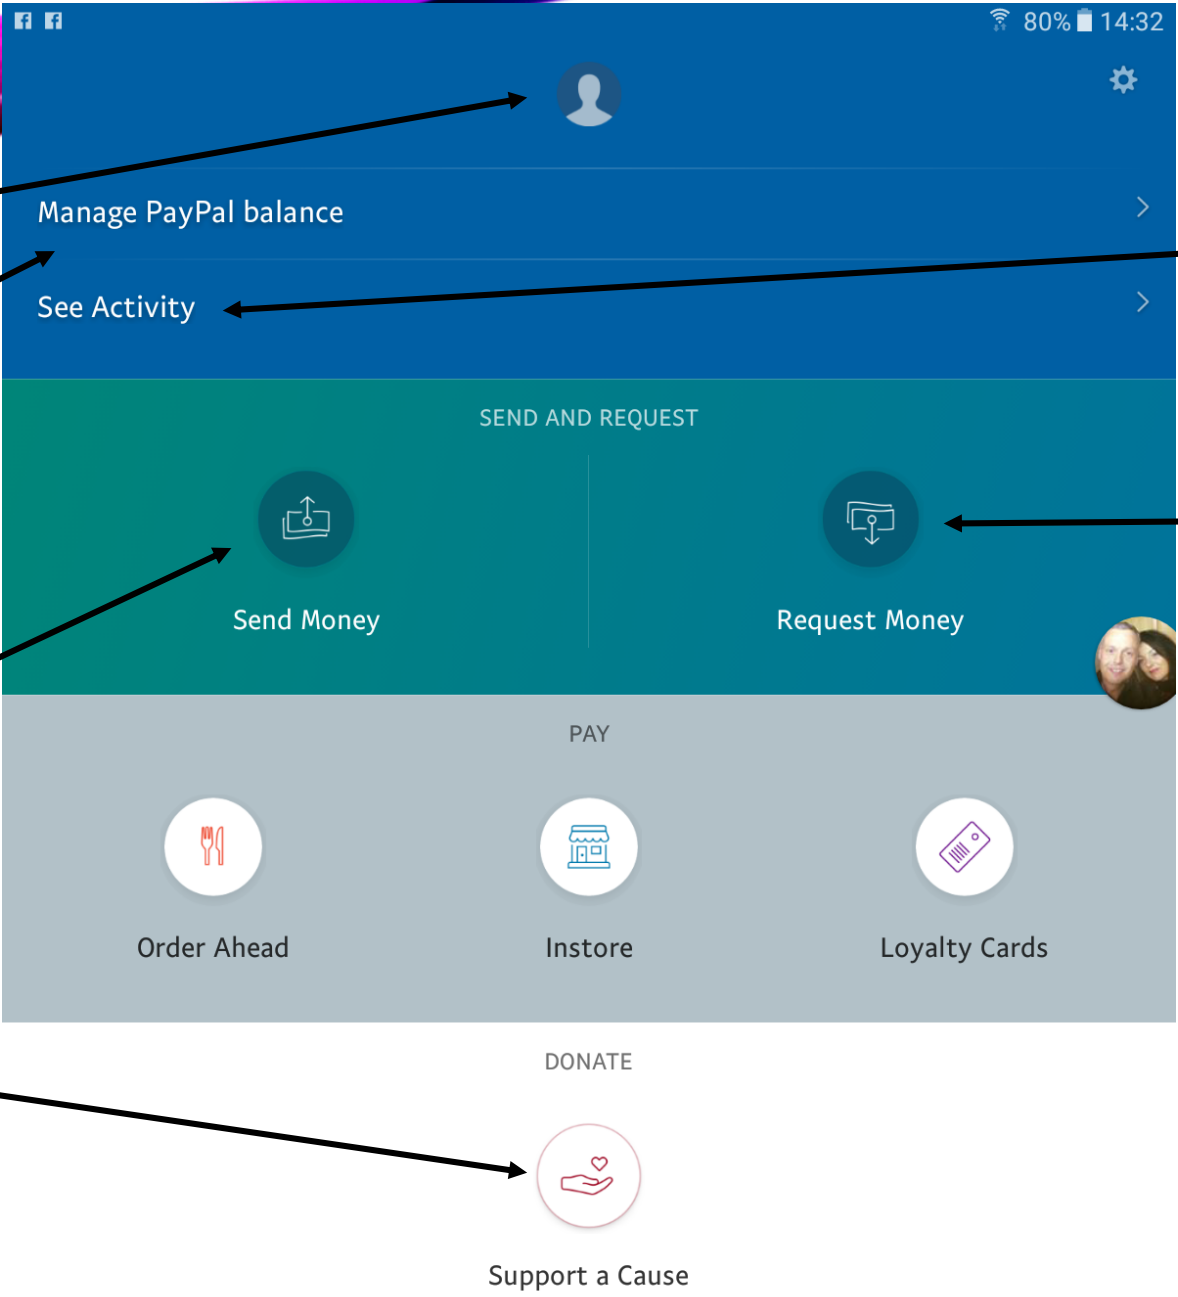 80% 14:32
Manage PayPal balance
See Activity
SEND AND REQUEST
Send Money Request Money
PAY
Order Ahead Instore Loyalty Cards
DONATE
Support a Cause